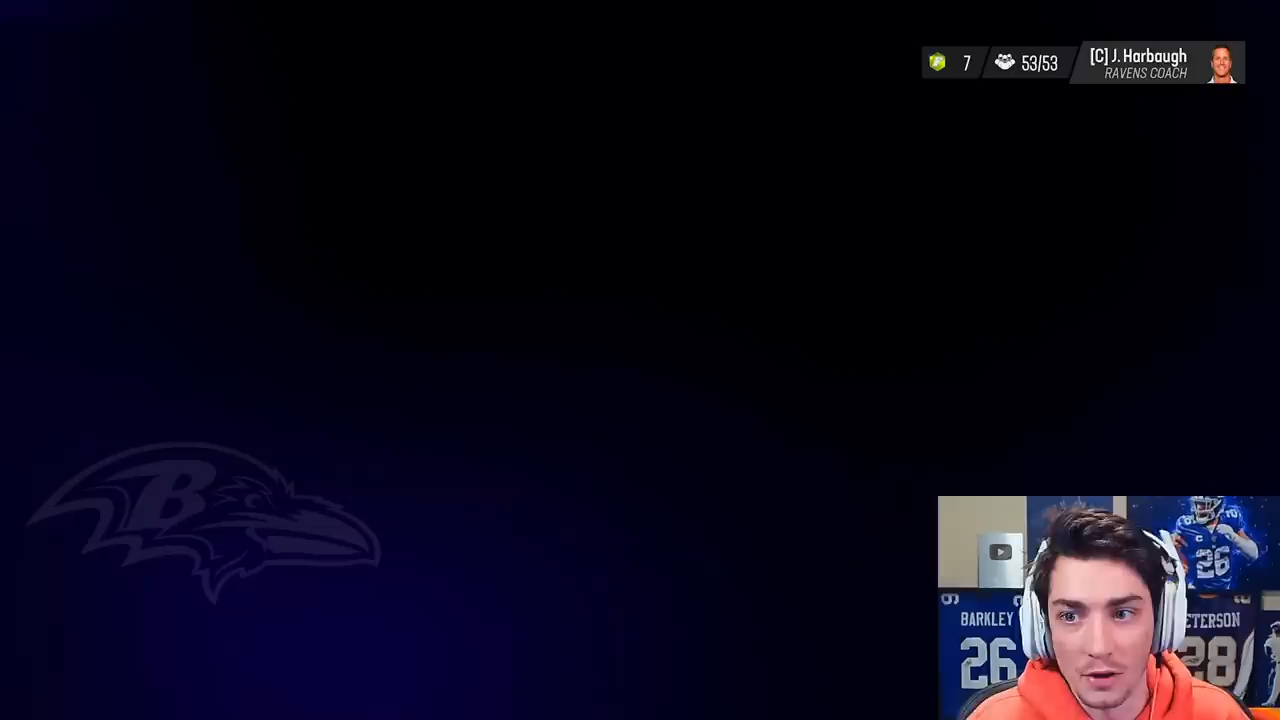 7
53/53
[C] J. Harbaugh
RAVENS COACH
B
26
BARKLEY
26
ETERSON
28